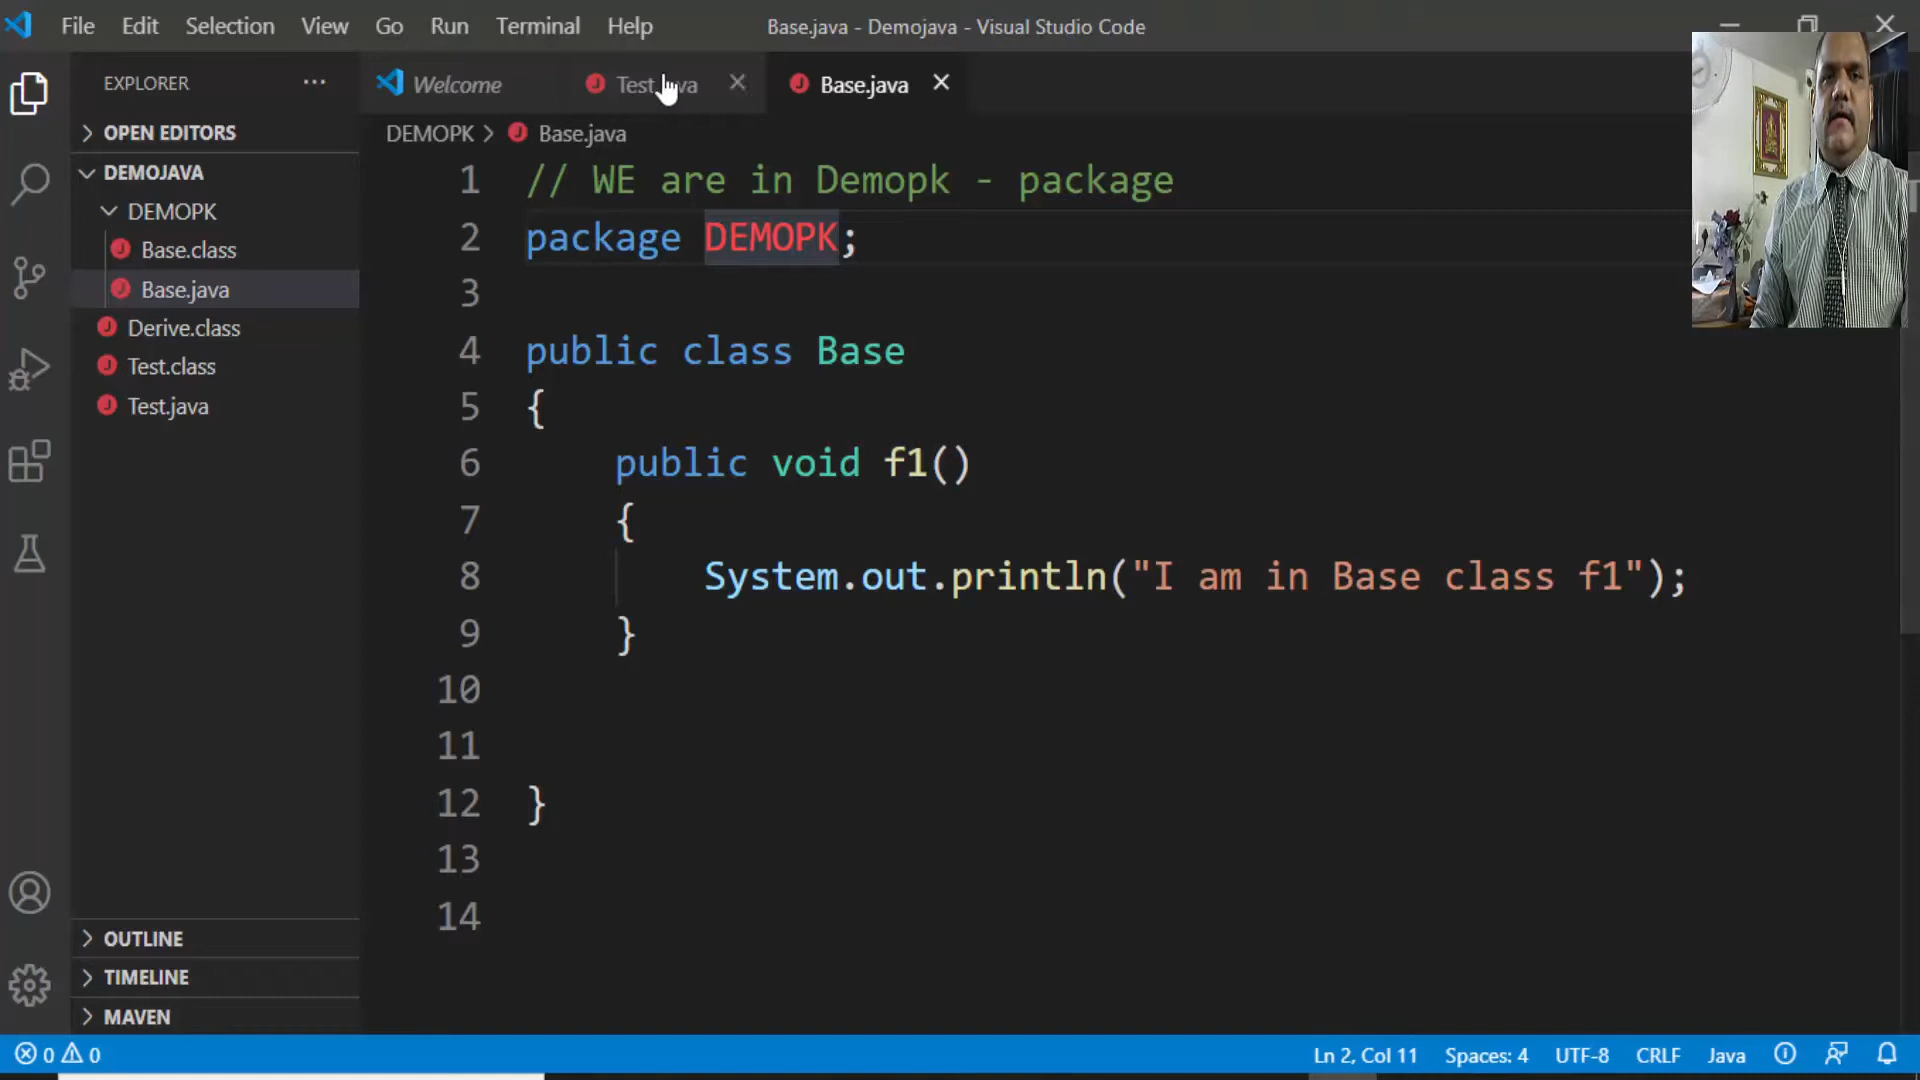 File Edit Selection View Go Run Terminal Help Base.java - Demojava - Visual Studio Code
EXPLORER
Welcome Test.java Base.java
OPEN EDITORS
DEMOPK > Base.java
DEMOJAVA
DEMOPK
Base.class
Base.java
Derive.class
Test.class
Test.java
OUTLINE
TIMELINE
MAVEN
1 // WE are in Demopk - package
2 package DEMOPK;
3
4 public class Base
5 {
6 public void f1()
7 {
8 System.out.println("I am in Base class f1");
9 }
10
11
12 }
13
14
0 0 Ln 2, Col 11 Spaces: 4 UTF-8 CRLF Java